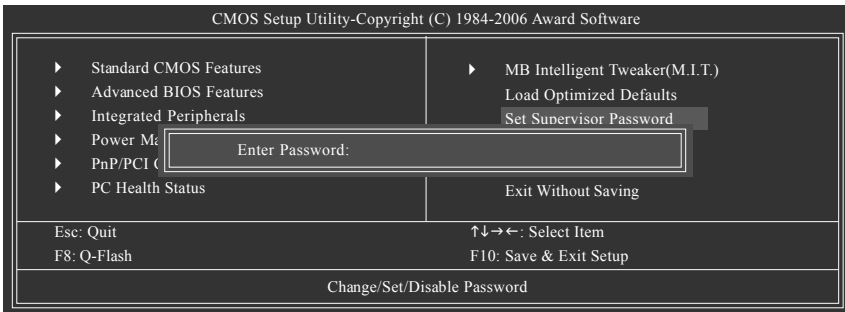 CMOS Setup Utility-Copyright (C) 1984-2006 Award Software
Standard CMOS Features
Advanced BIOS Features
Integrated Peripherals
Power Ma
PnP/PCI
PC Health Status
MB Intelligent Tweaker(M.I.T.)
Load Optimized Defaults
Set Supervisor Password
Exit Without Saving
Enter Password:
Esc: Quit
F8: Q-Flash
↑↓→←: Select Item
F10: Save & Exit Setup
Change/Set/Disable Password